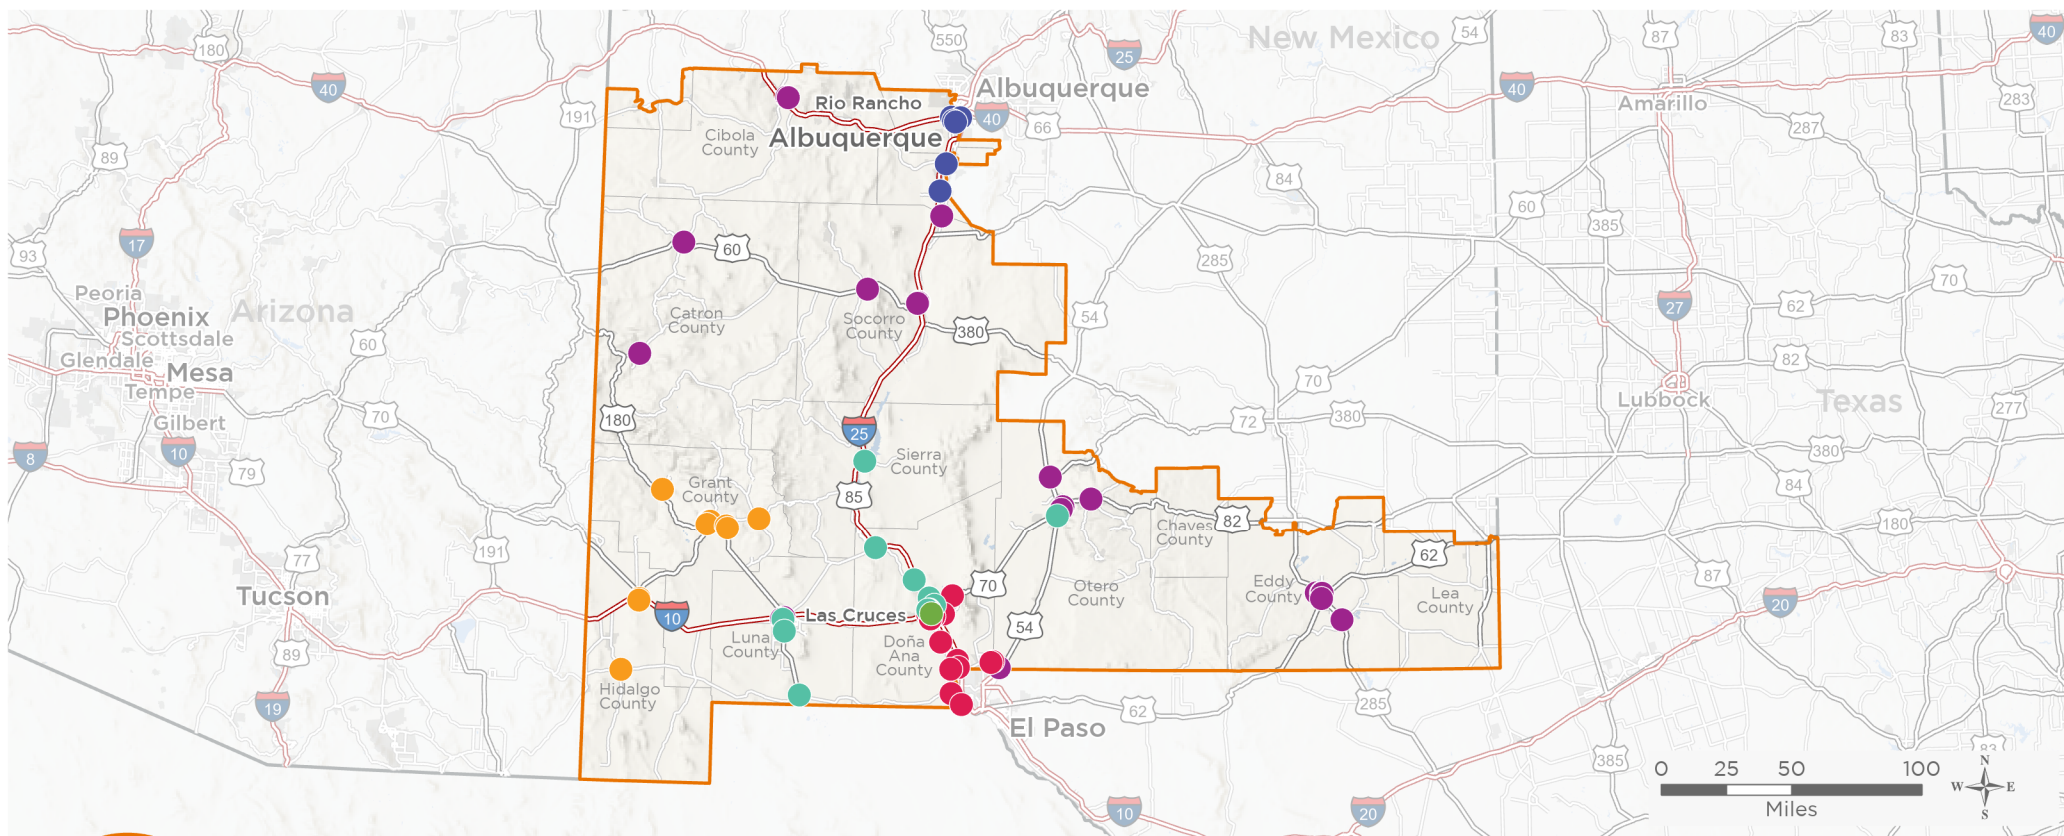 New Mexico
54
87
83
40
550
25
180
40
Albuquerque
40
283
Rio Rancho
191
40
66
Amarillo
287
Cibola
County
Albuquerque
89
84
60
385
17
93
60
285
70
Peoria
Arizona
Phoenix
Scottsdale
Glendale
Mesa
Tempe
Gilbert
60
70
Catron
County
Socorro
County
380
54
62
27
82
70
Lubbock
Texas
277
180
25
72
380
380
8
10
79
Sierra
County
Grant
County
85
84
Chaves
County
82
180
62
77
191
87
Tucson
70
Otero
County
Eddy
County
Lea
County
20
10
Las Cruces
Luna
County
Doña
Ana
County
54
89
Hidalgo
County
19
62
285
El Paso
385
83
0 25 50 100
Miles
N
W E
S
10
20